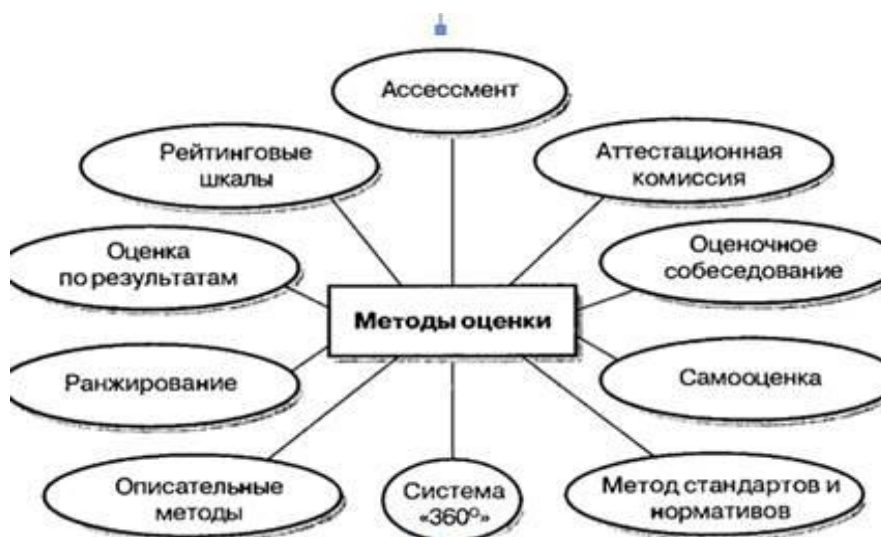 Ассессмент
Рейтинговые
шкалы
Аттестационная
комиссия
Оценка
по результатам
Оценочное
собеседование
Методы оценки
Ранжирование
Самооценка
Описательные
методы
Система
«360⁰»
Метод стандартов и
нормативов